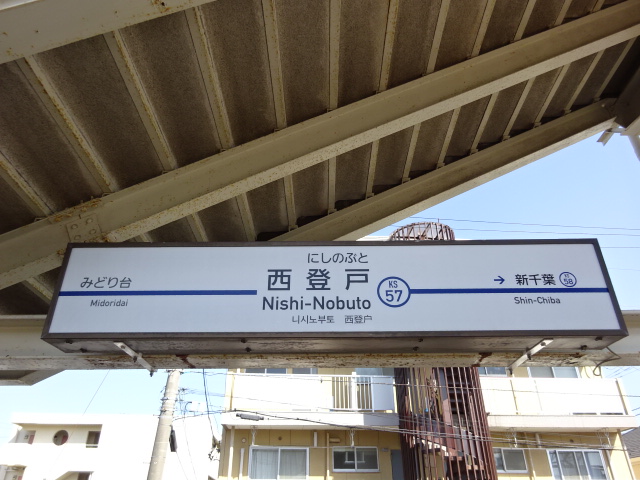 にしのぶと
西登戸
Nishi-Nobuto
니시노부토 西登户
KS
57
みどり台
Midoridai
→ 新千葉
Shin-Chiba
KS
58